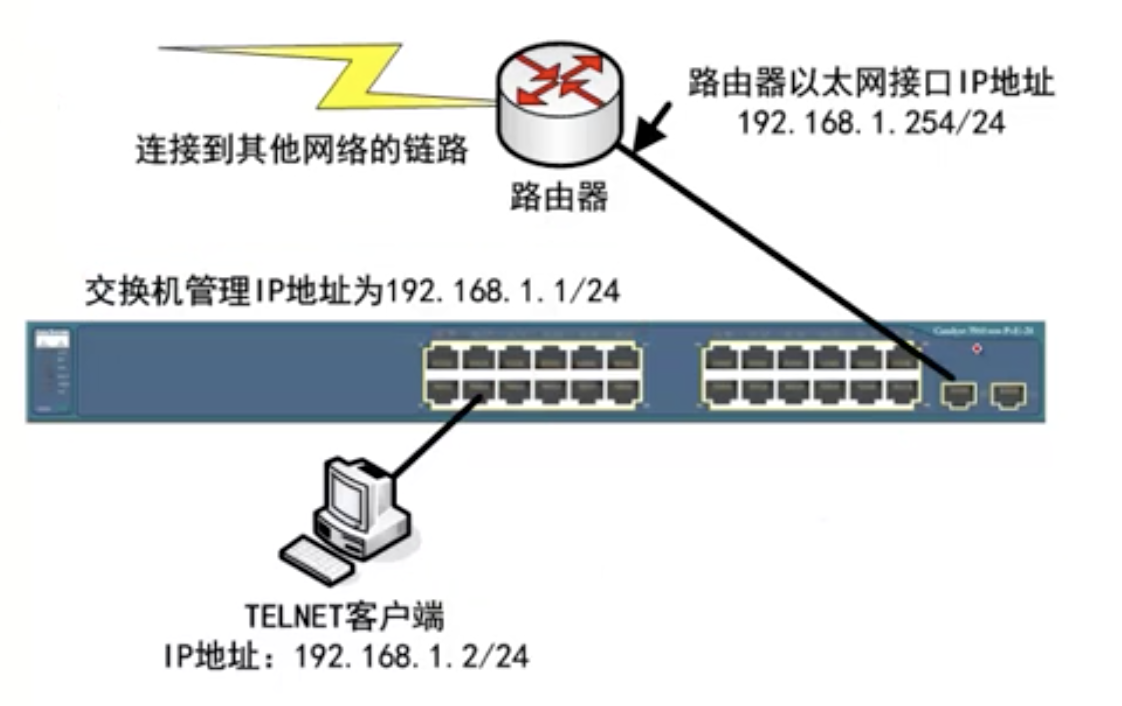 路由器以太网接口IP地址
192.168.1.254/24
连接到其他网络的链路
路由器
交换机管理IP地址为192.168.1.1/24
TELNET客户端
IP地址：192.168.1.2/24